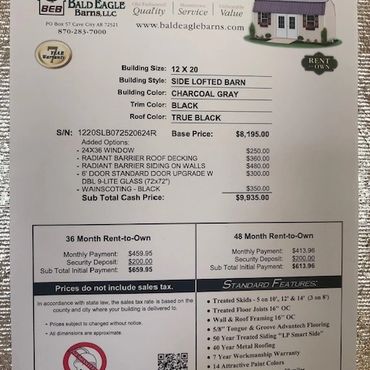 BEB
BALD EAGLE
BARNS, LLC
PO Box 57 Cave City AR 72521
870-283-7000
Old Fashioned Quality
Service
Unbeatable Value
www.baldeaglebarns.com
YEAR
Warranty
RENT
TO
OWN
Building Size: 12 X 20
Building Style: SIDE LOFTED BARN
Building Color: CHARCOAL GRAY
Trim Color: BLACK
Roof Color: TRUE BLACK
S/N: 1220SLB072520624R Base Price: $8,195.00
Added Options:
- 24X36 WINDOW $250.00
- RADIANT BARRIER ROOF DECKING $360.00
- RADIANT BARRIER SIDING ON WALLS $480.00
- 6' DOOR STANDARD DOOR UPGRADE W $300.00
DBL 9-LITE GLASS (72x72")
- WAINSCOTING - BLACK $350.00
Sub Total Cash Price: $9,935.00
36 Month Rent-to-Own
Monthly Payment: $459.95
Security Deposit: $200.00
Sub Total Initial Payment: $659.95
48 Month Rent-to-Own
Monthly Payment: $413.96
Security Deposit: $200.00
Sub Total Initial Payment: $613.96
Prices do not include sales tax.
In accordance with state law, the sales tax rate is based on the
county and city where your building is delivered to.
• Prices subject to changed without notice.
• All dimensions are approximate.
STANDARD FEATURES:
• Treated Skids - 5 on 10', 12' & 14' (3 on 8')
• Treated Floor Joists 16" OC
• Wall & Roof Framing 16" OC
• 5/8" Tongue & Groove Advantech Flooring
• 50 Year Treated Siding "LP Smart Side"
• 40 Year Metal Roofing
• 7 Year Workmanship Warranty
• 14 Attractive Paint Colors